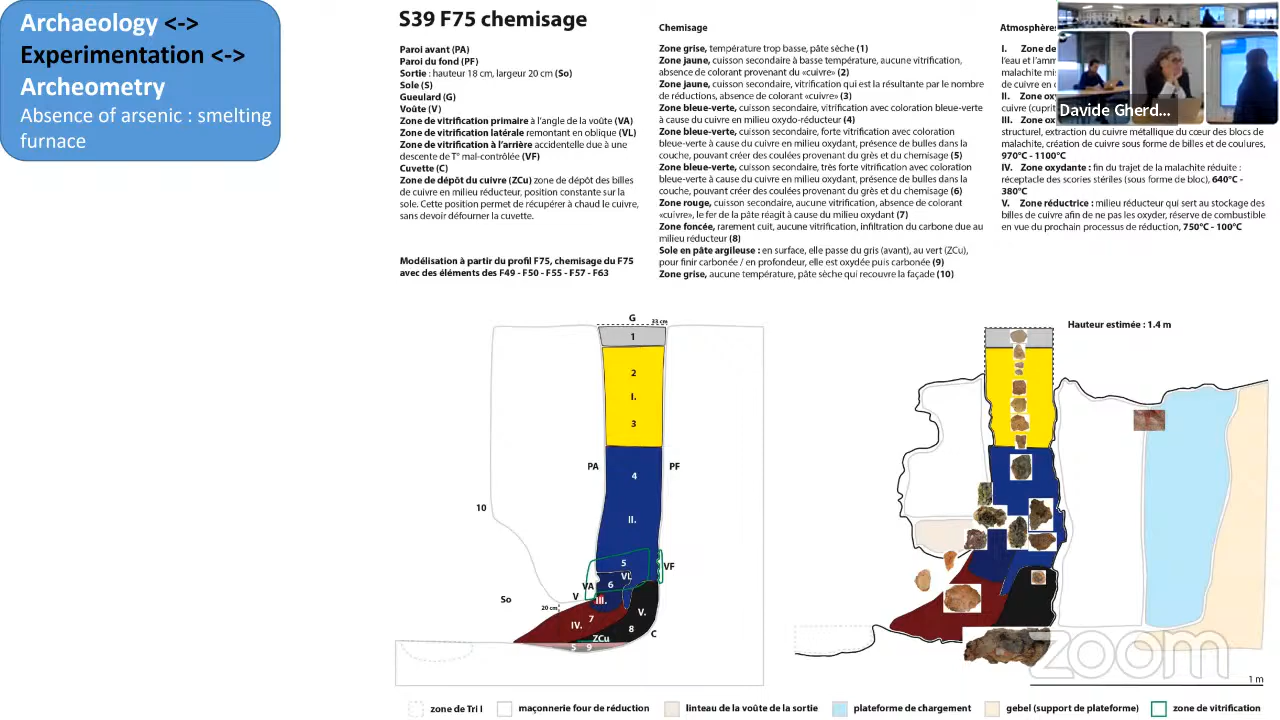 Archaeology <->
Experimentation <->
Archeometry
Absence of arsenic : smelting
furnace
S39 F75 chemisage
Paroi avant (PA)
Paroi du fond (PF)
Sortie : hauteur 18 cm, largeur 20 cm (So)
Sole (S)
Gueulard (G)
Voûte (V)
Zone de vitrification primaire à l'angle de la voûte (VA)
Zone de vitrification latérale remontant en oblique (VL)
Zone de vitrification à l'arrière accidentelle due à une
descente de T° mal-contrôlée (VF)
Cuvette (C)
Zone de dépôt du cuivre (ZCu) zone de dépôt des billes
de cuivre en milieu réducteur, position constante sur la
sole. Cette position permet de récupérer à chaud le cuivre,
sans devoir défourner la cuvette.
Modélisation à partir du profil F75, chemisage du F75
avec des éléments des F49 - F50 - F55 - F57 - F63
Chemisage
Zone grise, température trop basse, pâte sèche (1)
Zone jaune, cuisson secondaire à basse température, aucune vitrification,
absence de colorant provenant du «cuivre» (2)
Zone jaune, cuisson secondaire, vitrification qui est la résultante par le nombre
de réductions, absence de colorant «cuivre» (3)
Zone bleue-verte, cuisson secondaire, vitrification avec coloration bleue-verte
à cause du cuivre en milieu oxydo-réducteur (4)
Zone bleue-verte, cuisson secondaire, forte vitrification avec coloration
bleue-verte à cause du cuivre en milieu oxydant, présence de bulles dans la
couche, pouvant créer des coulées provenant du grès et du chemisage (5)
Zone bleue-verte, cuisson secondaire, très forte vitrification avec coloration
bleue-verte à cause du cuivre en milieu oxydant, présence de bulles dans la
couche, pouvant créer des coulées provenant du grès et du chemisage (6)
Zone rouge, cuisson secondaire, aucune vitrification, absence de colorant
«cuivre», le fer de la pâte réagit à cause du milieu oxydant (7)
Zone foncée, rarement cuit, aucune vitrification, infiltration du carbone due au
milieu réducteur (8)
Sole en pâte argileuse : en surface, elle passe du gris (avant), au vert (ZCu),
pour finir carbonée / en profondeur, elle est oxydée puis carbonée (9)
Zone grise, aucune température, pâte sèche qui recouvre la façade (10)
Atmosphères
I. Zone de
l'eau et l'amm
malachite mi
de cuivre en
II. Zone ox
cuivre (cuprit
III. Zone ox
structurel, extraction du cuivre métallique du cœur des blocs de
malachite, création de cuivre sous forme de billes et de coulures,
970°C - 1100°C
IV. Zone oxydante : fin du trajet de la malachite réduite :
réceptacle des scories stériles (sous forme de bloc), 640°C -
380°C
V. Zone réductrice : milieu réducteur qui sert au stockage des
billes de cuivre afin de ne pas les oxyder, réserve de combustible
en vue du prochain processus de réduction, 750°C - 100°C
Davide Gherd...
G
23 cm
1
2
I.
3
PA
PF
4
10
II.
5
VF
VL
VA
6
So
V
III.
20 cm
V.
7
IV.
8
C
ZCu
S
9
Hauteur estimée : 1.4 m
zoom
1 m
zone de Tri I
maçonnerie four de réduction
linteau de la voûte de la sortie
plateforme de chargement
gebel (support de plateforme)
zone de vitrification